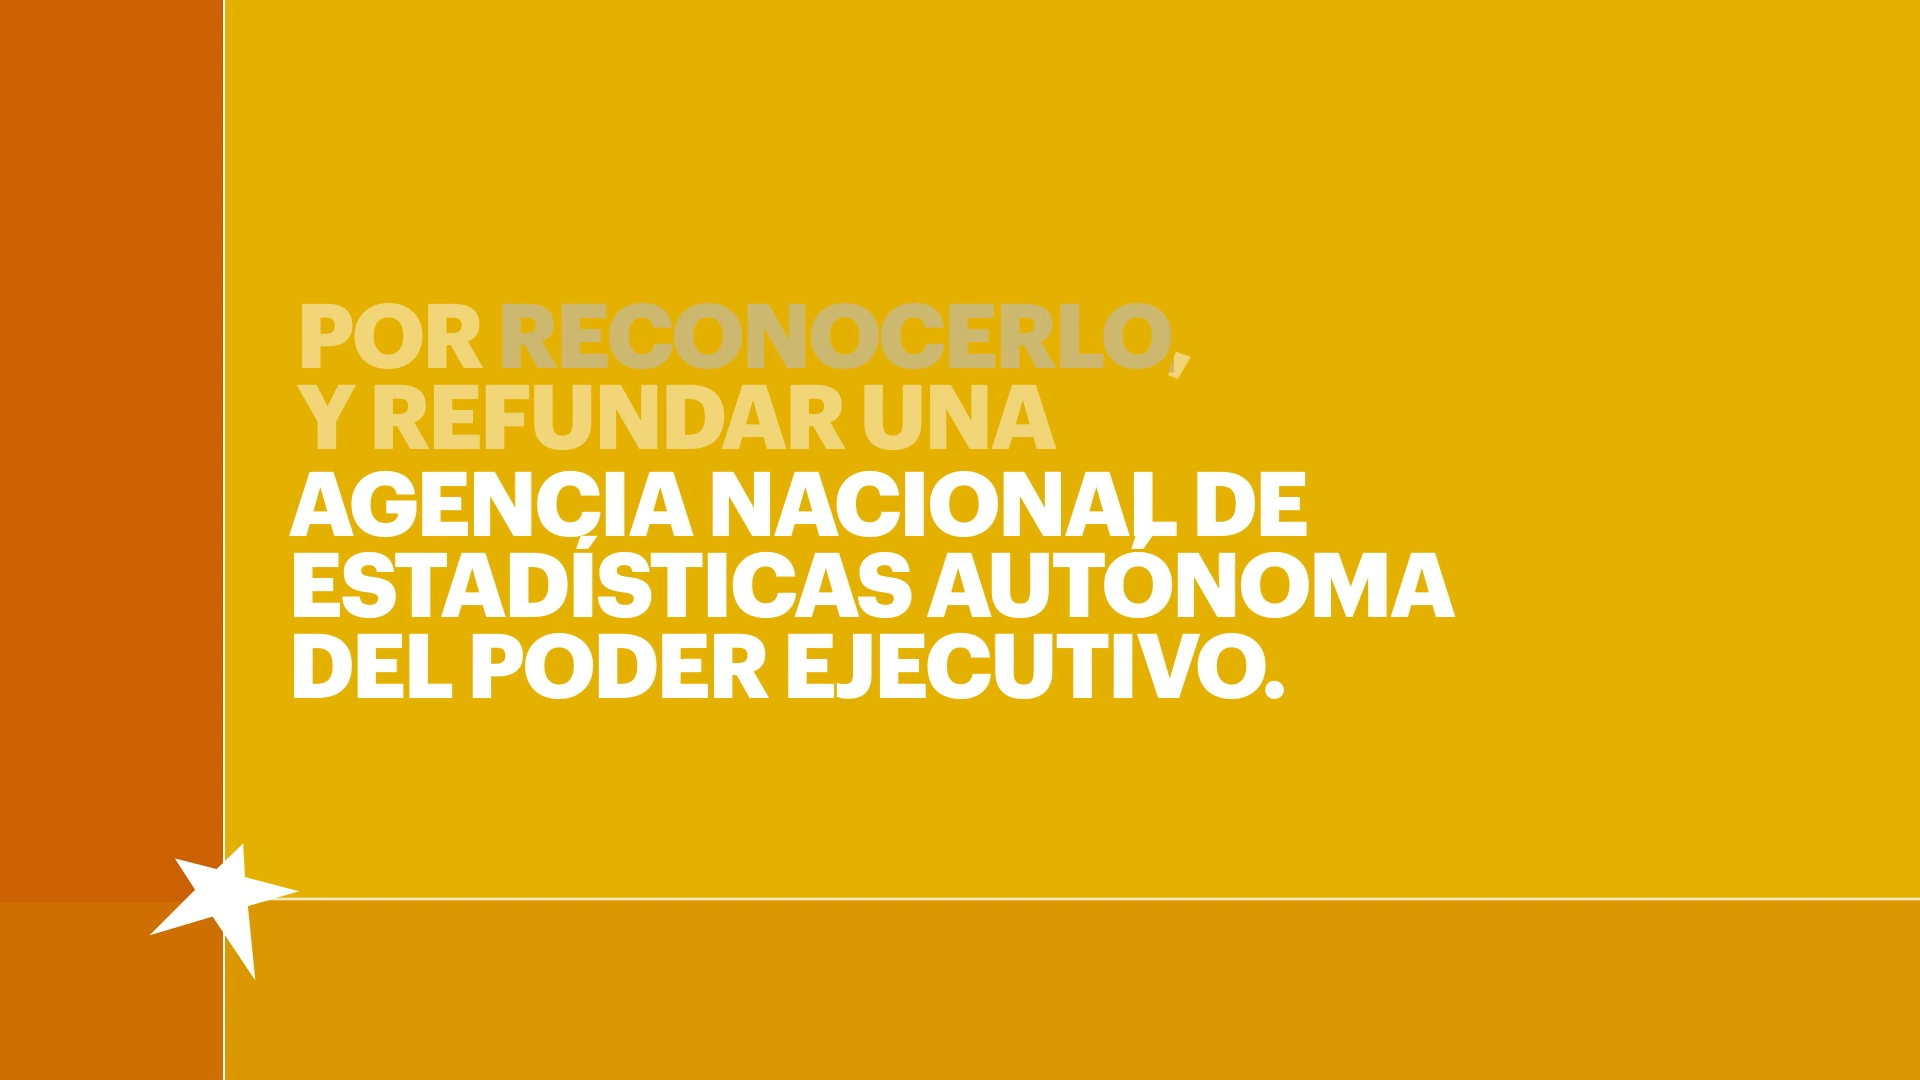 POR RECONOCERLO,
Y REFUNDAR UNA
AGENCIA NACIONAL DE
ESTADÍSTICAS AUTÓNOMA
DEL PODER EJECUTIVO.